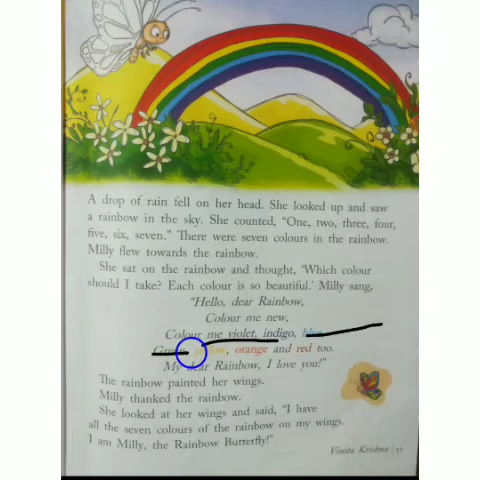 A drop of rain fell on her head. She looked up and saw
a rainbow in the sky. She counted, "One, two, three, four,
five, six, seven." There were seven colours in the rainbow.
Milly flew towards the rainbow.
She sat on the rainbow and thought, 'Which colour
should I take? Each colour is so beautiful.' Milly sang,
"Hello, dear Rainbow,
Colour me new,
Colour me violet, indigo, blue
Green, yellow, orange and red too.
My dear Rainbow, I love you!"
The rainbow painted her wings.
Milly thanked the rainbow.
She looked at her wings and said, "I have
all the seven colours of the rainbow on my wings.
I am Milly, the Rainbow Butterfly!"
Vinita Krishna 17